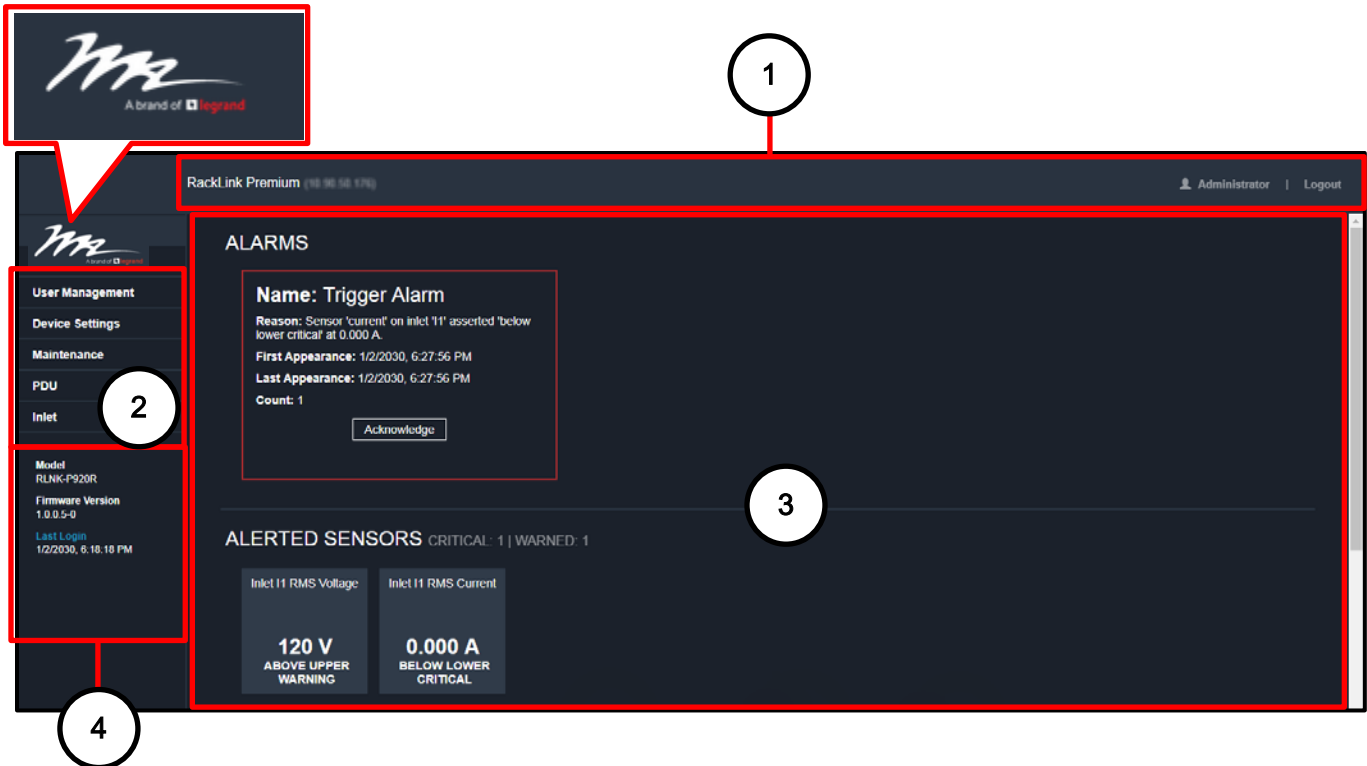 A brand of legrand
1
RackLink Premium
Administrator | Logout
A brand of legrand
User Management
Device Settings
Maintenance
PDU
Inlet
2
Model
RLNK-P920R
Firmware Version
1.0.0.5-0
Last Login
1/2/2030, 6:18:18 PM
4
ALARMS
Name: Trigger Alarm
Reason: Sensor 'current' on inlet 'I1' asserted 'below
lower critical' at 0.000 A.
First Appearance: 1/2/2030, 6:27:56 PM
Last Appearance: 1/2/2030, 6:27:56 PM
Count: 1
Acknowledge
3
ALERTED SENSORS CRITICAL: 1 | WARNED: 1
Inlet I1 RMS Voltage
120 V
ABOVE UPPER
WARNING
Inlet I1 RMS Current
0.000 A
BELOW LOWER
CRITICAL